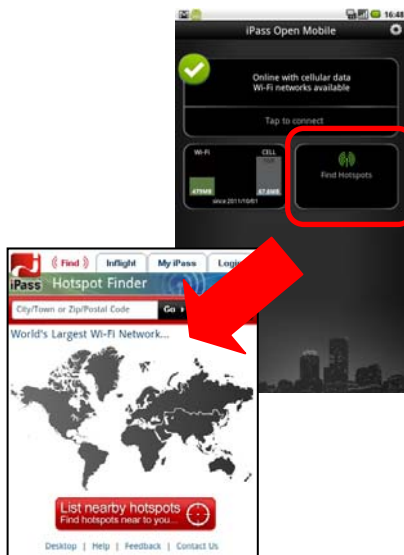 16:48
iPass Open Mobile
Online with cellular data
Wi-Fi networks available
Tap to connect
Wi-Fi
CELL
479MB
47.6MB
since 2011/10/01
Find Hotspots
Find
Inflight
My iPass
iPass
Hotspot Finder
City/Town or Zip/Postal Code
Go
World's Largest Wi-Fi Network...
List nearby hotspots
Find hotspots near to you...
Desktop | Help | Feedback | Contact Us